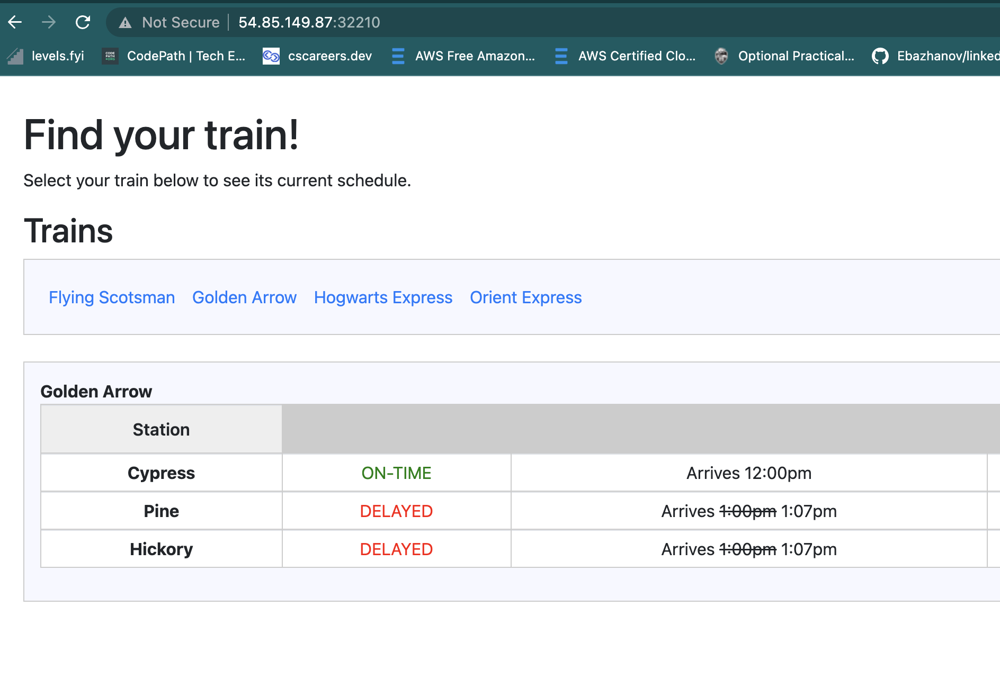 Not Secure | 54.85.149.87:32210
levels.fyi CODE PATH *ORG CodePath | Tech E... cscareers.dev AWS Free Amazon... AWS Certified Clo... Optional Practical... Ebazhanov/linked
Find your train!
Select your train below to see its current schedule.
Trains
Flying Scotsman Golden Arrow Hogwarts Express Orient Express
Golden Arrow
Station
Cypress ON-TIME Arrives 12:00pm
Pine DELAYED Arrives 1:00pm 1:07pm
Hickory DELAYED Arrives 1:00pm 1:07pm